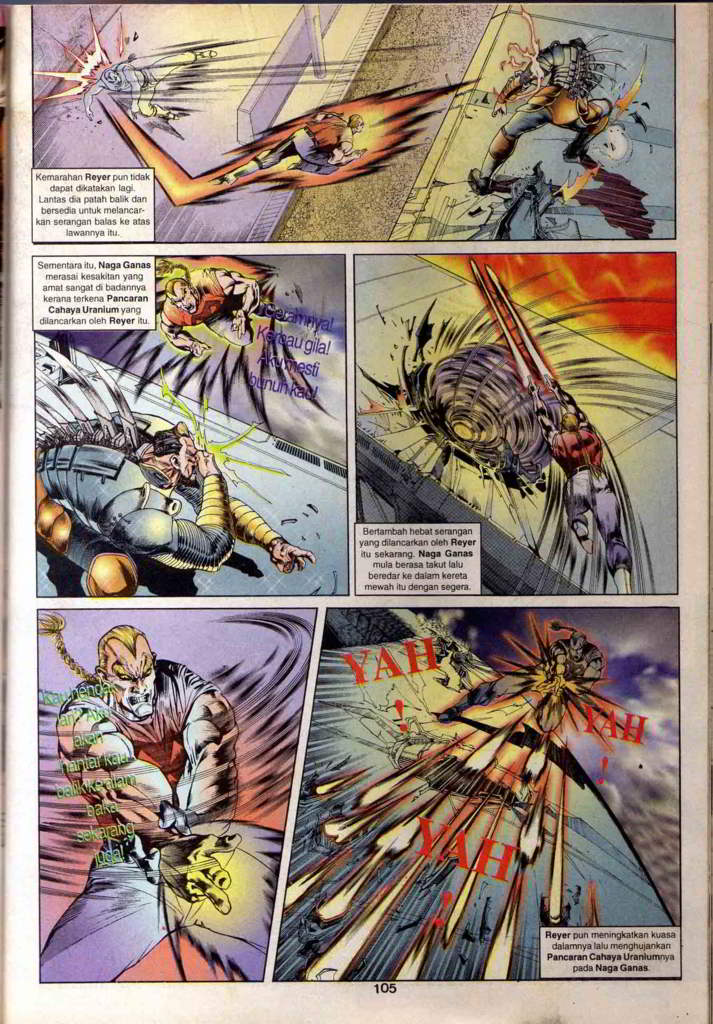 Kemarahan Reyer pun tidak
dapat dikatakan lagi.
Lantas dia patah balik dan
bersedia untuk melancar-
kan serangan balas ke atas
lawannya itu.
Sementara itu, Naga Ganas
merasai kesakitan yang
amat sangat di badannya
kerana terkena Pancaran
Cahaya Uranium yang
dilancarkan oleh Reyer itu.
Geramnya!
Kerbau gila!
Aku mesti
bunuh kau!
Bertambah hebat serangan
yang dilancarkan oleh Reyer
itu sekarang. Naga Ganas
mula berasa takut lalu
beredar ke dalam kereta
mewah itu dengan segera.
Kau hendak
Aku
akan
hantar kau
balik ke alam
baka
sekarang
juga!
YAH
!
YAH
!
YAH
!
Reyer pun meningkatkan kuasa
dalamnya lalu menghujankan
Pancaran Cahaya Uraniumnya
pada Naga Ganas.
105